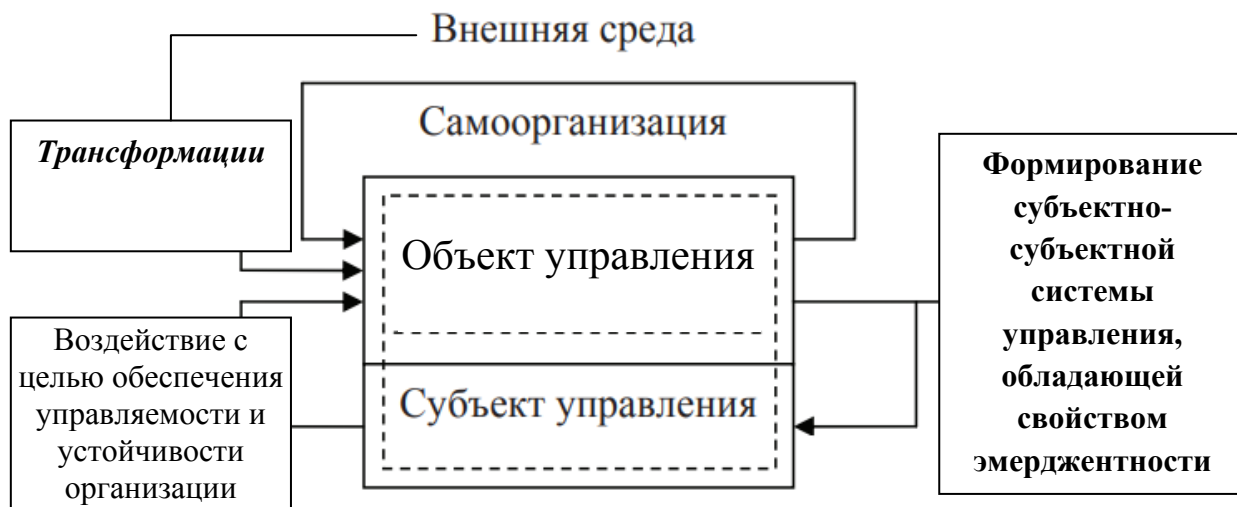 Внешняя среда
Самоорганизация
Трансформации
Объект управления
Субъект управления
Воздействие с
целью обеспечения
управляемости и
устойчивости
организации
Формирование
субъектно-
субъектной
системы
управления,
обладающей
свойством
эмерджентности